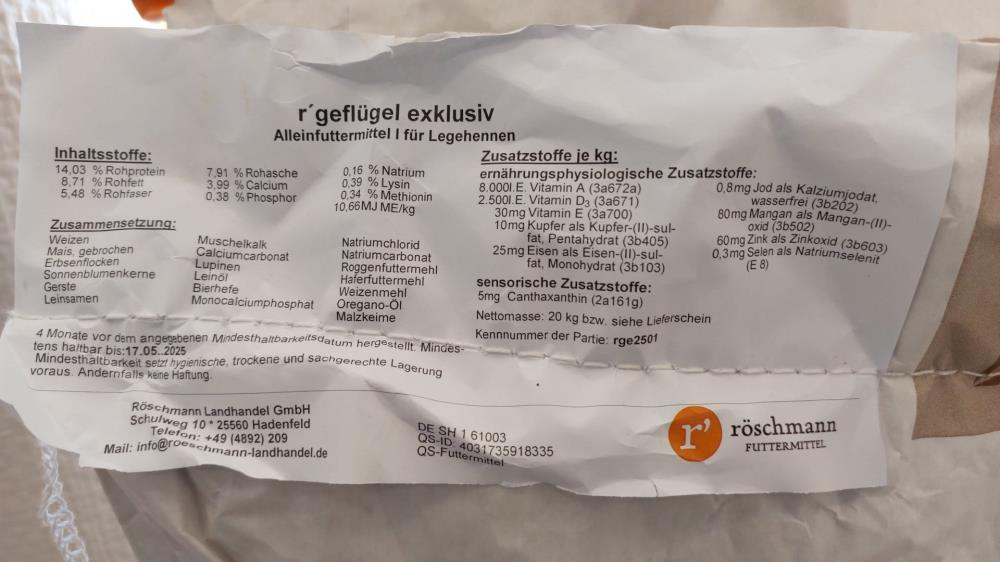 r´geflügel exklusiv
Alleinfuttermittel I für Legehennen
Inhaltsstoffe:
14,03 % Rohprotein
8,71 % Rohfett
5,48 % Rohfaser
7,91 % Rohasche
3,99 % Calcium
0,38 % Phosphor
0,16 % Natrium
0,39 % Lysin
0,34 % Methionin
10,66MJ ME/kg
Zusammensetzung:
Weizen
Mais, gebrochen
Erbsenflocken
Sonnenblumenkerne
Gerste
Leinsamen
Muschelkalk
Calciumcarbonat
Lupinen
Leinöl
Bierhefe
Monocalciumphosphat
Natriumchlorid
Natriumcarbonat
Roggenfuttermehl
Haferfuttermehl
Weizenmehl
Oregano-Öl
Malzkeime
Zusatzstoffe je kg:
ernährungsphysiologische Zusatzstoffe:
8.000I.E. Vitamin A (3a672a)
2.500I.E. Vitamin D₃ (3a671)
30mg Vitamin E (3a700)
10mg Kupfer als Kupfer-(II)-sul-
fat, Pentahydrat (3b405)
25mg Eisen als Eisen-(II)-sul-
fat, Monohydrat (3b103)
0,8mg Jod als Kalziumjodat,
wasserfrei (3b202)
80mg Mangan als Mangan-(II)-
oxid (3b502)
60mg Zink als Zinkoxid (3b603)
0,3mg Selen als Natriumselenit
(E 8)
sensorische Zusatzstoffe:
5mg Canthaxanthin (2a161g)
Nettomasse: 20 kg bzw. siehe Lieferschein
Kennnummer der Partie: rge2501
4 Monate vor dem angegebenen Mindesthaltbarkeitsdatum hergestellt. Mindes-
tens haltbar bis:17.05..2025
Mindesthaltbarkeit setzt hygienische, trockene und sachgerechte Lagerung
voraus. Andernfalls keine Haftung.
Röschmann Landhandel GmbH
Schulweg 10 * 25560 Hadenfeld
Telefon: +49 (4892) 209
Mail: info@roeschmann-landhandel.de
DE SH 1 61003
QS-ID: 4031735918335
QS-Futtermittel
r’
röschmann
FUTTERMITTEL